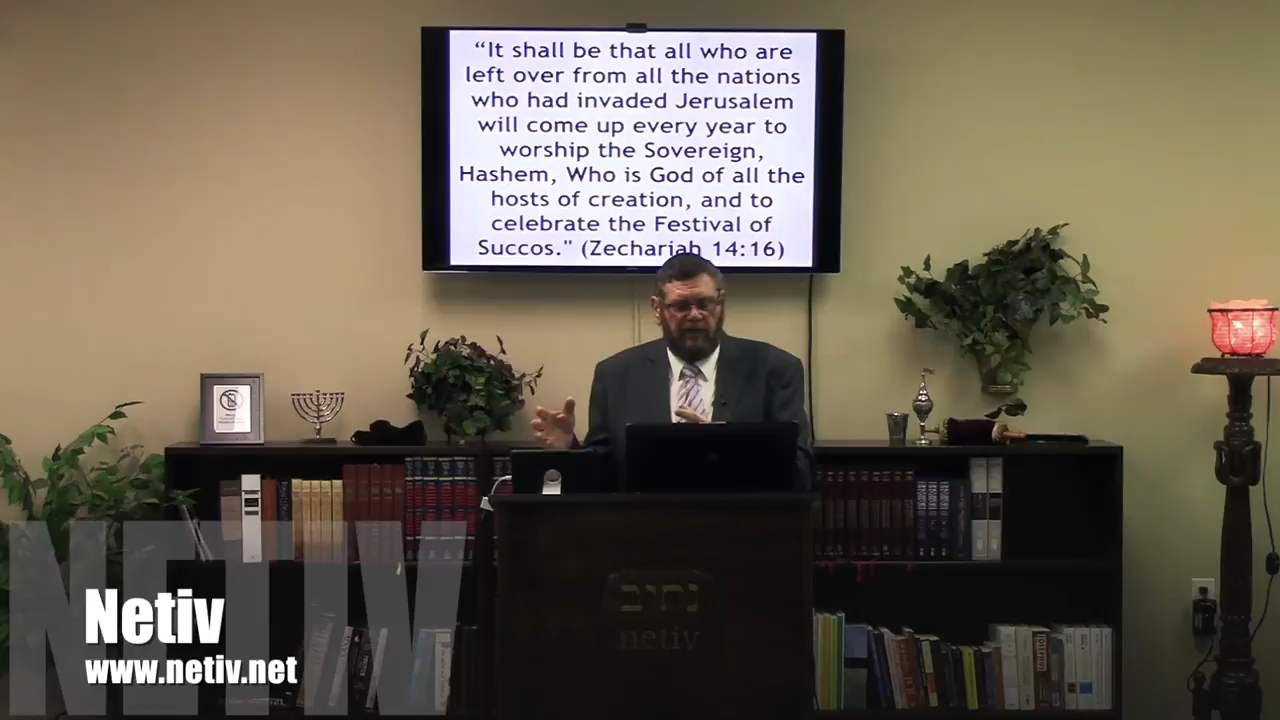 “It shall be that all who are
left over from all the nations
who had invaded Jerusalem
will come up every year to
worship the Sovereign,
Hashem, Who is God of all the
hosts of creation, and to
celebrate the Festival of
Succos." (Zechariah 14:16)
נתיב
netiv
NETIV
Netiv
www.netiv.net